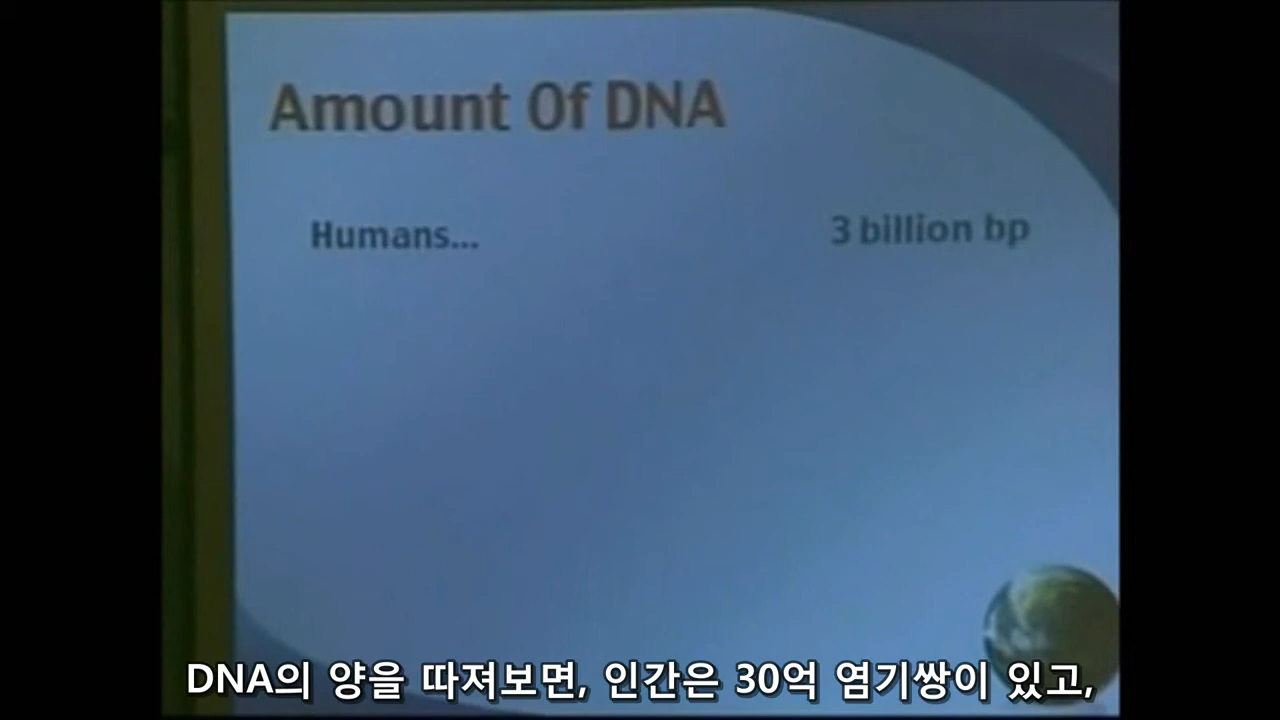 Amount Of DNA
Humans...
3 billion bp
DNA의 양을 따져보면, 인간은 30억 염기쌍이 있고,